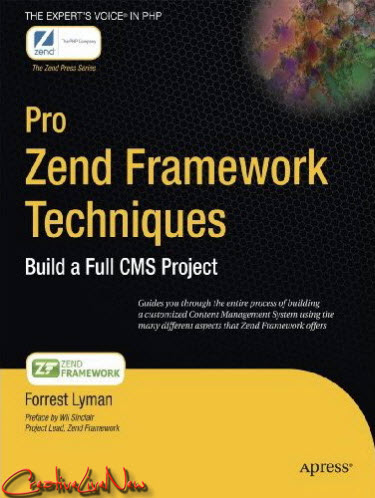 THE EXPERT'S VOICE® IN PHP
zend
The PHP Company
The Zend Press Series
Pro
Zend Framework
Techniques
Build a Full CMS Project
Guides you through the entire process of building
a customized Content Management System using the
many different aspects that Zend Framework offers
ZF ZEND
FRAMEWORK
Forrest Lyman
Preface by Wil Sinclair
Project Lead, Zend Framework
CreativeLiveNew
Apress®